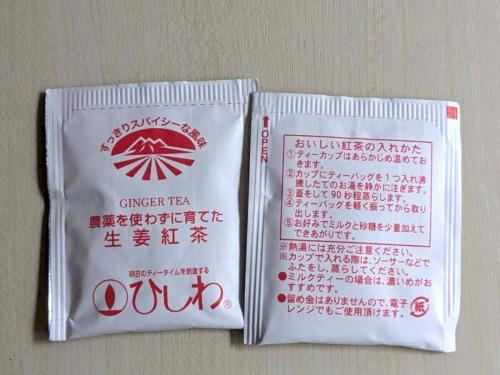 すっきりスパイシーな風味
GINGER TEA
農薬を使わずに育てた
生姜紅茶
明日のティータイムを創造する
ひしわ®
OPEN
おいしい紅茶の入れかた
①ティーカップはあらかじめ温めてお
きます。
②カップにティーバッグを1つ入れ沸
騰したてのお湯を静かに注ぎます。
③蓋をして90秒程蒸らします。
④ティーバッグを軽く振ってから取り
出します。
⑤お好みでミルクと砂糖を少量加えて
できあがりです。
※熱湯には充分ご注意ください。
※カップで入れる際は、ソーサーなどで
ふたをし、蒸らしてください。
●ミルクティーの場合は、濃いめがお
すすめです。
●留め金はありませんので、電子
レンジでもご使用頂けます。
紙